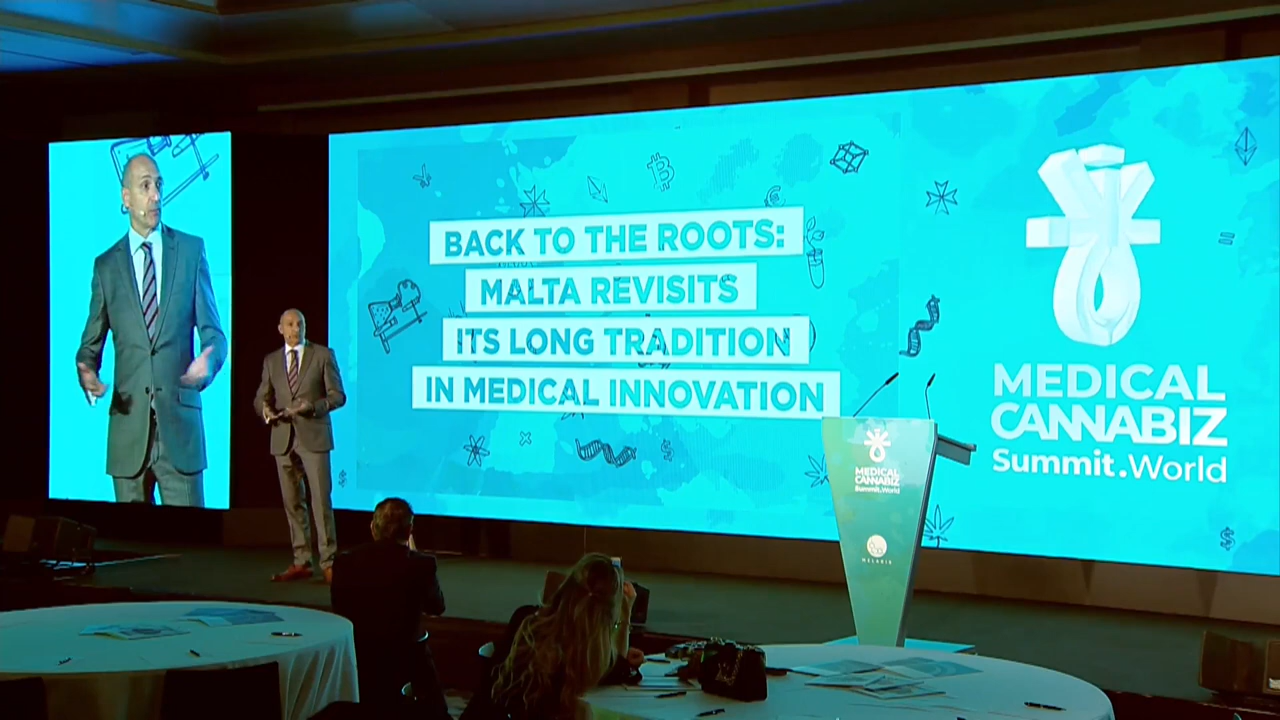 BACK TO THE ROOTS:
MALTA REVISITS
ITS LONG TRADITION
IN MEDICAL INNOVATION
MEDICAL
CANNABIZ
Summit.World
MEDICAL
CANNABIZ
Summit.World
MELARIS